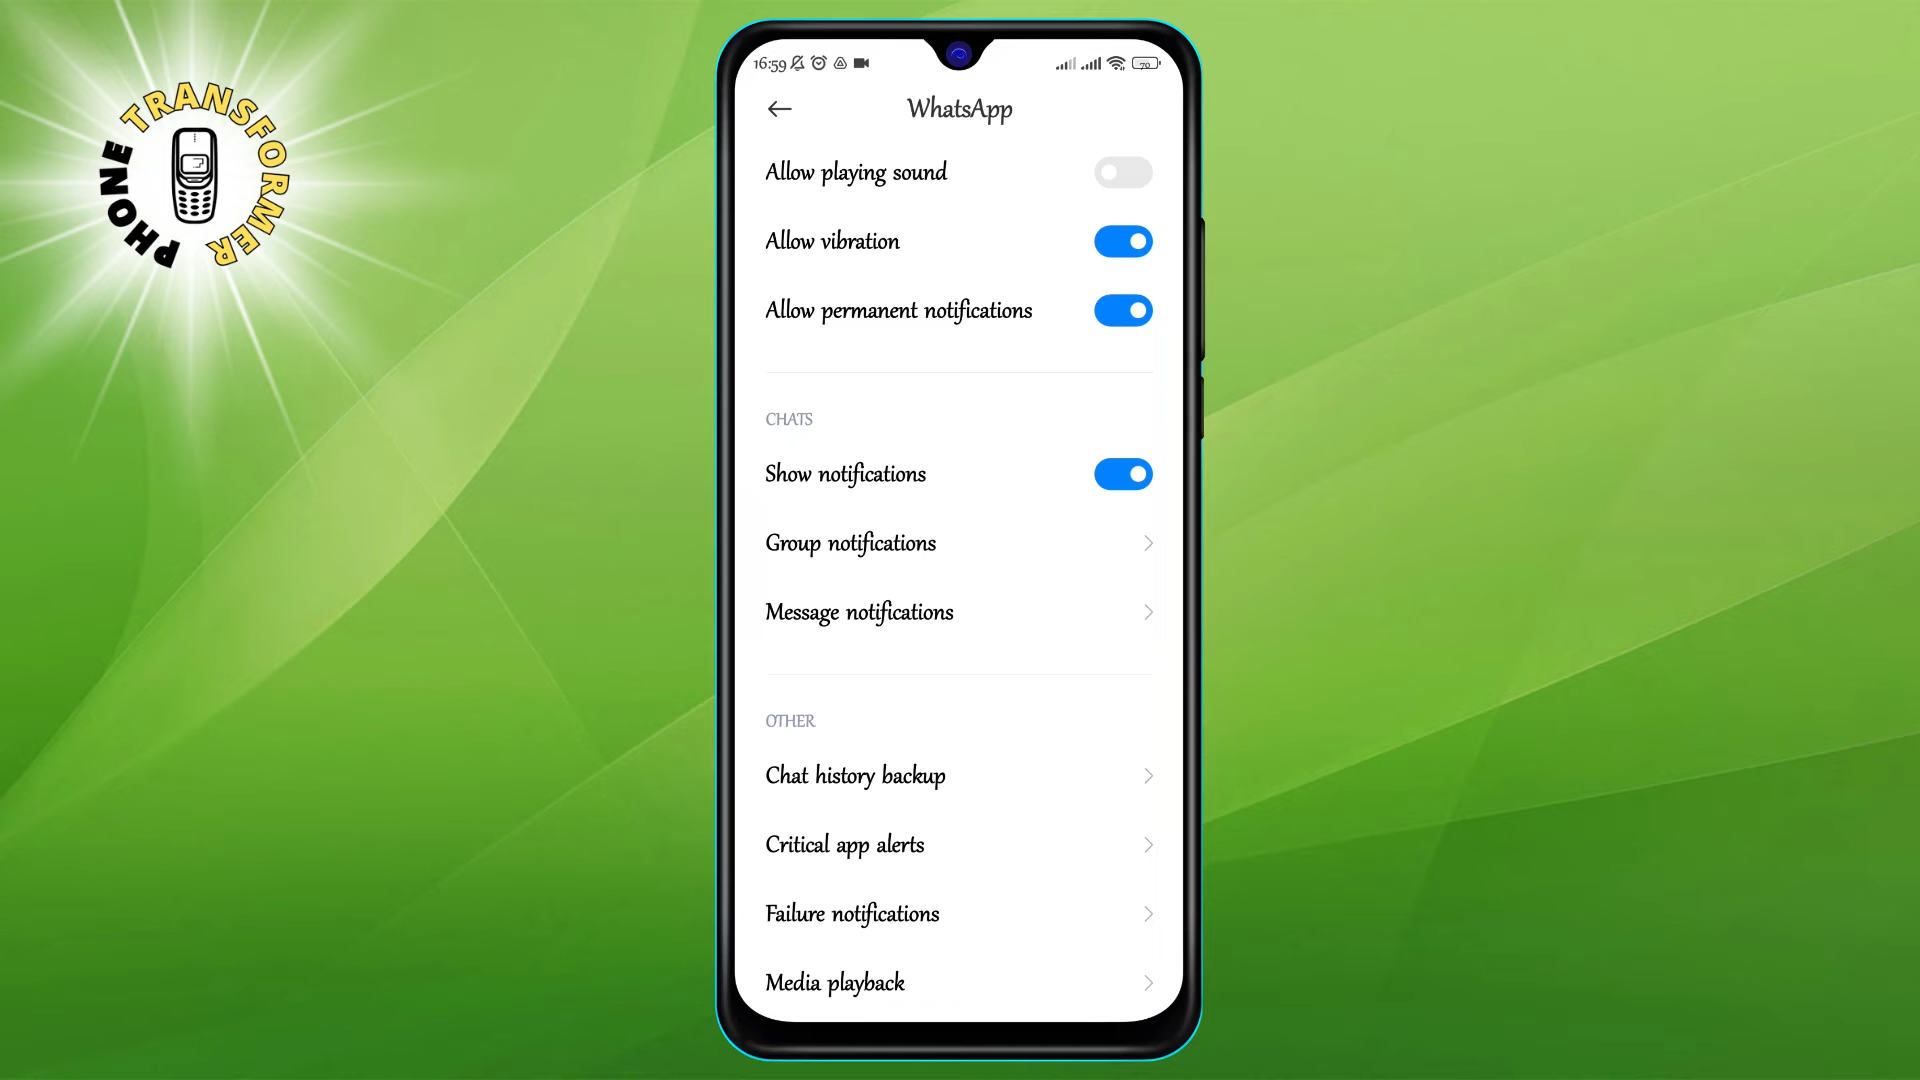 PHONE TRANSFORMER
16:59
70
WhatsApp
Allow playing sound
Allow vibration
Allow permanent notifications
CHATS
Show notifications
Group notifications
Message notifications
OTHER
Chat history backup
Critical app alerts
Failure notifications
Media playback